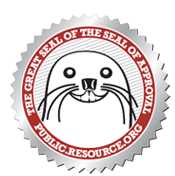 THE GREAT SEAL OF THE SEAL OF APPROVAL
PUBLIC.RESOURCE.ORG